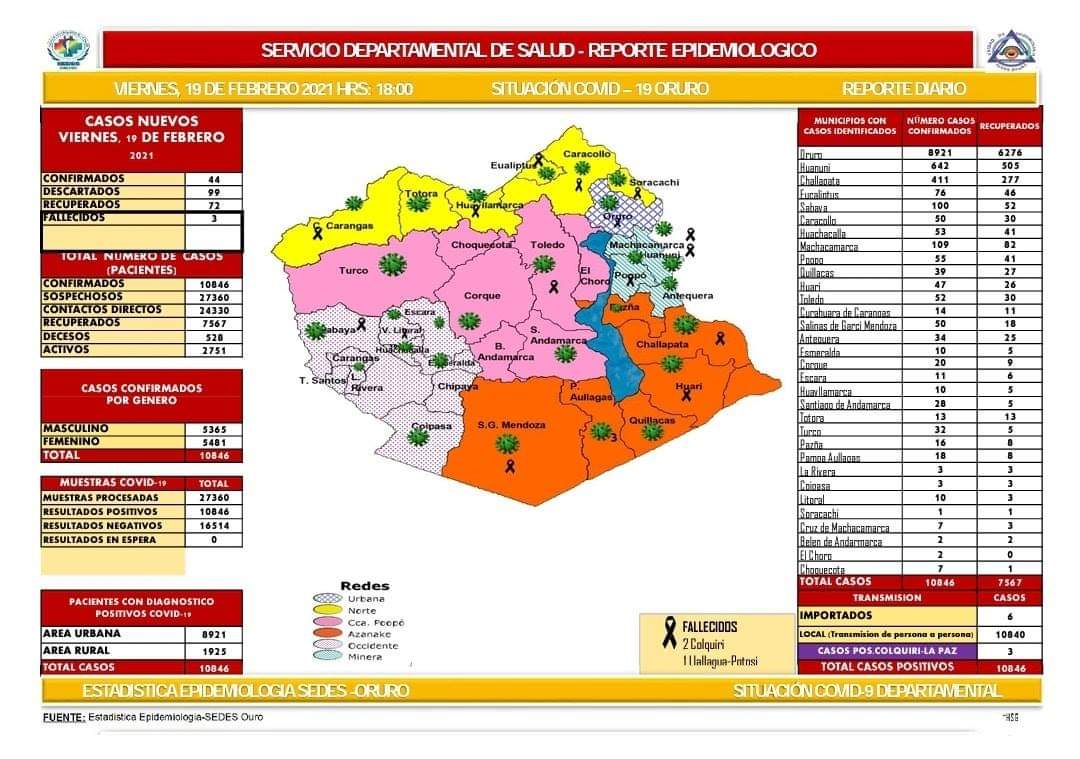 SERVICIO DEPARTAMENTAL DE SALUD - REPORTE EPIDEMIOLOGICO
VIERNES, 19 DE FEBRERO 2021 HRS: 18:00 SITUACIÓN COVID – 19 ORURO REPORTE DIARIO
CASOS NUEVOS
VIERNES, 19 DE FEBRERO
2021
CONFIRMADOS 44
DESCARTADOS 99
RECUPERADOS 72
FALLECIDOS 3
TOTAL NÚMERO DE CASOS
(PACIENTES)
CONFIRMADOS 10846
SOSPECHOSOS 27360
CONTACTOS DIRECTOS 24330
RECUPERADOS 7567
DECESOS 528
ACTIVOS 2751
CASOS CONFIRMADOS
POR GENERO
MASCULINO 5365
FEMENINO 5481
TOTAL 10846
MUESTRAS COVID-19 TOTAL
MUESTRAS PROCESADAS 27360
RESULTADOS POSITIVOS 10846
RESULTADOS NEGATIVOS 16514
RESULTADOS EN ESPERA 0
PACIENTES CON DIAGNOSTICO
POSITIVOS COVID-19
AREA URBANA 8921
AREA RURAL 1925
TOTAL CASOS 10846
Caracollo
Eualiptus
Soracachi
Totora
Huayllamarca
Oruro
C. Carangas
Choquecota
Toledo
Machacamarca
Huanuni
Turco
El
Chord
Poopó
Corque
Antequera
Escara
Pazña
Sabaya
V. Litoral
S.
Andamarca
Challapata
Huachacalla
B.
Andamarca
Carangas
Esmeralda
T. Santos
L.
Rivera
Chipaya
P.
Aullagas
Huari
Coipasa
S.G. Mendoza
Quillacas
3
Redes
Urbana
Norte
Cca. Poopó
Azanake
Occidente
Minera
FALLECIDOS
2 Colquiri
1 Llallagua-Potosi
MUNICIPIOS CON
CASOS IDENTIFICADOS NÚMERO CASOS
CONFIRMADOS RECUPERADOS
Oruro 8921 6276
Huanuni 642 505
Challapata 411 277
Eucaliptus 76 46
Sabaya 100 52
Caracollo 50 30
Huachacalla 53 41
Machacamarca 109 82
Poopo 55 41
Quillacas 39 27
Huari 47 26
Toledo 52 30
Curahuara de Carangas 14 11
Salinas de Garci Mendoza 50 18
Antequera 34 25
Esmeralda 10 5
Corque 20 9
Escara 11 6
Huayllamarca 10 5
Santiago de Andamarca 28 5
Totora 13 13
Turco 32 5
Pazña 16 8
Pampa Aullagas 18 8
La Rivera 3 3
Coipasa 3 3
Litoral 10 3
Soracachi 1 1
Cruz de Machacamarca 7 3
Belen de Andarmarca 2 2
El Choro 2 0
Choquecota 7 1
TOTAL CASOS 10846 7567
TRANSMISION CASOS
IMPORTADOS 6
LOCAL (Transmision de persona a persona) 10840
CASOS POS.COLQUIRI-LA PAZ 3
TOTAL CASOS POSITIVOS 10846
ESTADISTICA EPIDEMIOLOGIA SEDES -ORURO SITUACIÓN COVID-9 DEPARTAMENTAL
FUENTE: Estadistica Epidemiologia-SEDES Ouro